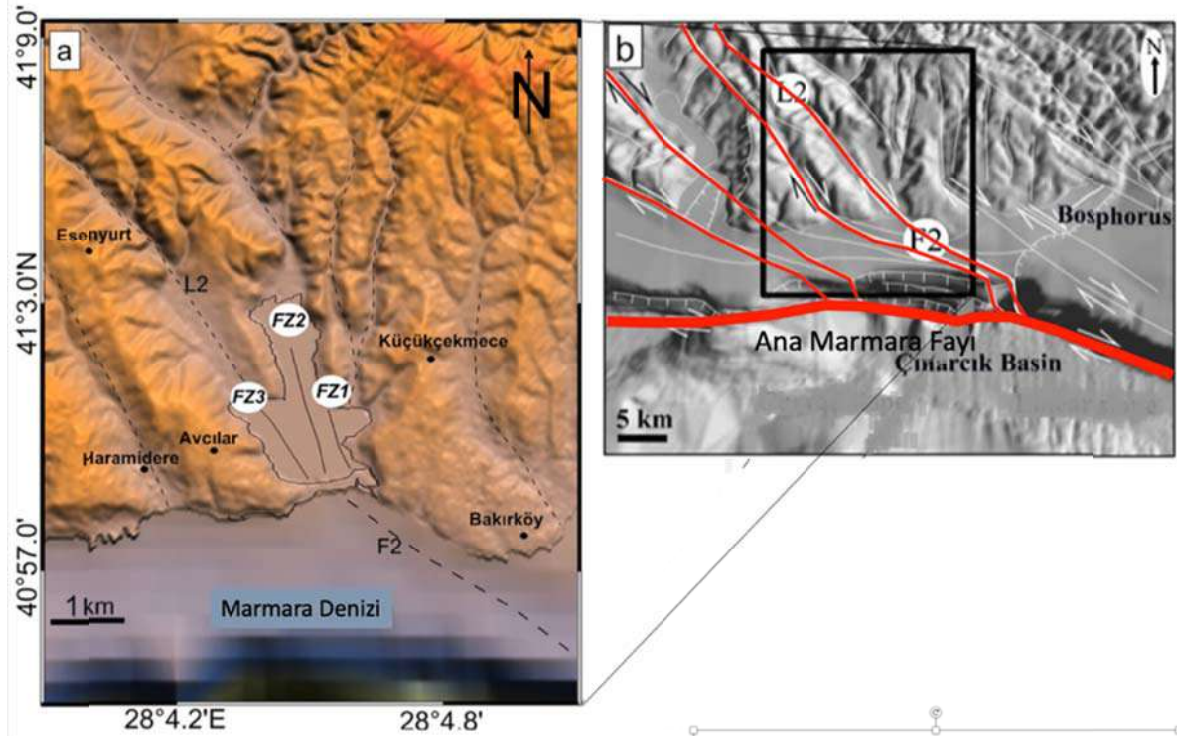 a
N
41°9.0'
41°3.0'N
40°57.0'
Esenyurt
L2
FZ2
Küçükçekmece
FZ3
FZ1
Avcılar
Haramidere
Bakırköy
F2
1 km
Marmara Denizi
28°4.2'E
28°4.8'
b
N
L2
Bosphorus
F2
Ana Marmara Fayı
Çınarcık Basin
5 km